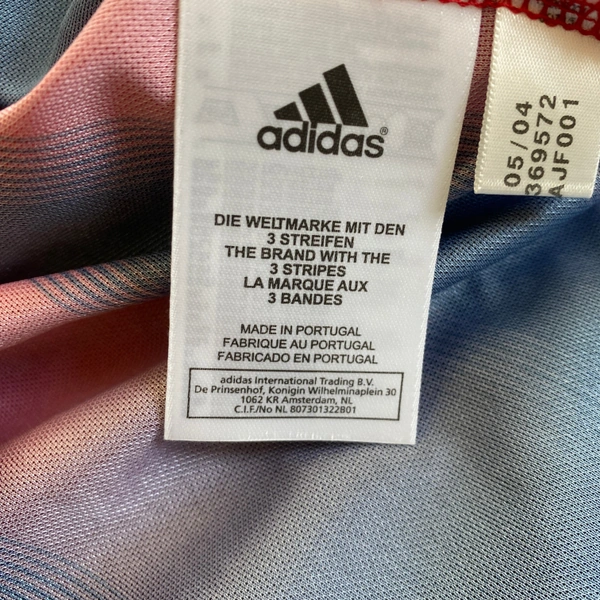 adidas®
DIE WELTMARKE MIT DEN
3 STREIFEN
THE BRAND WITH THE
3 STRIPES
LA MARQUE AUX
3 BANDES
MADE IN PORTUGAL
FABRIQUE AU PORTUGAL
FABRICADO EN PORTUGAL
adidas International Trading B.V.
De Prinsenhof, Konigin Wilhelminaplein 30
1062 KR Amsterdam, NL
C.I.F./No NL 807301322B01
05/04
369572
AJF001